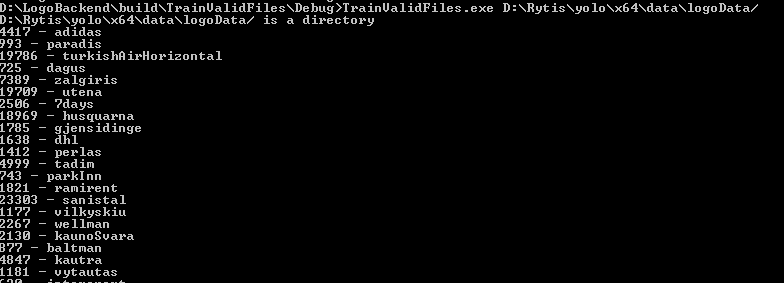 D:\LogoBackend\build\TrainValidFiles\Debug>TrainValidFiles.exe D:\Rytis\yolo\x64\data\logoData/
D:\Rytis\yolo\x64\data\logoData/ is a directory
4417 - adidas
993 - paradis
19786 - turkishAirHorizontal
725 - dagus
7389 - zalgiris
19709 - utena
2506 - 7days
18969 - husquarna
1785 - gjensidinge
1638 - dhl
1412 - perlas
4999 - tadim
743 - parkInn
1821 - ramirent
23303 - sanistal
1177 - vilkyskiu
2267 - wellman
2130 - kaunoSvara
877 - baltman
4847 - kautra
1181 - vytautas